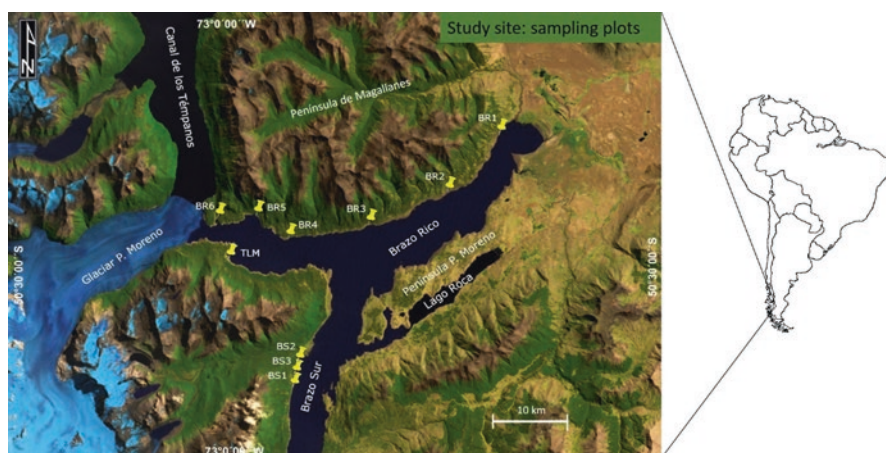 Study site: sampling plots
73°0´00´´W
N
Canal de los Témpanos
Península de Magallanes
BR1
BR2
BR3
BR4
BR5
BR6
TLM
Glaciar P. Moreno
Brazo Rico
Península P. Moreno
Lago Roca
50°30´00´´S
50°30´00´´S
BS2
BS3
BS1
Brazo Sur
10 km
73°0´00´´W